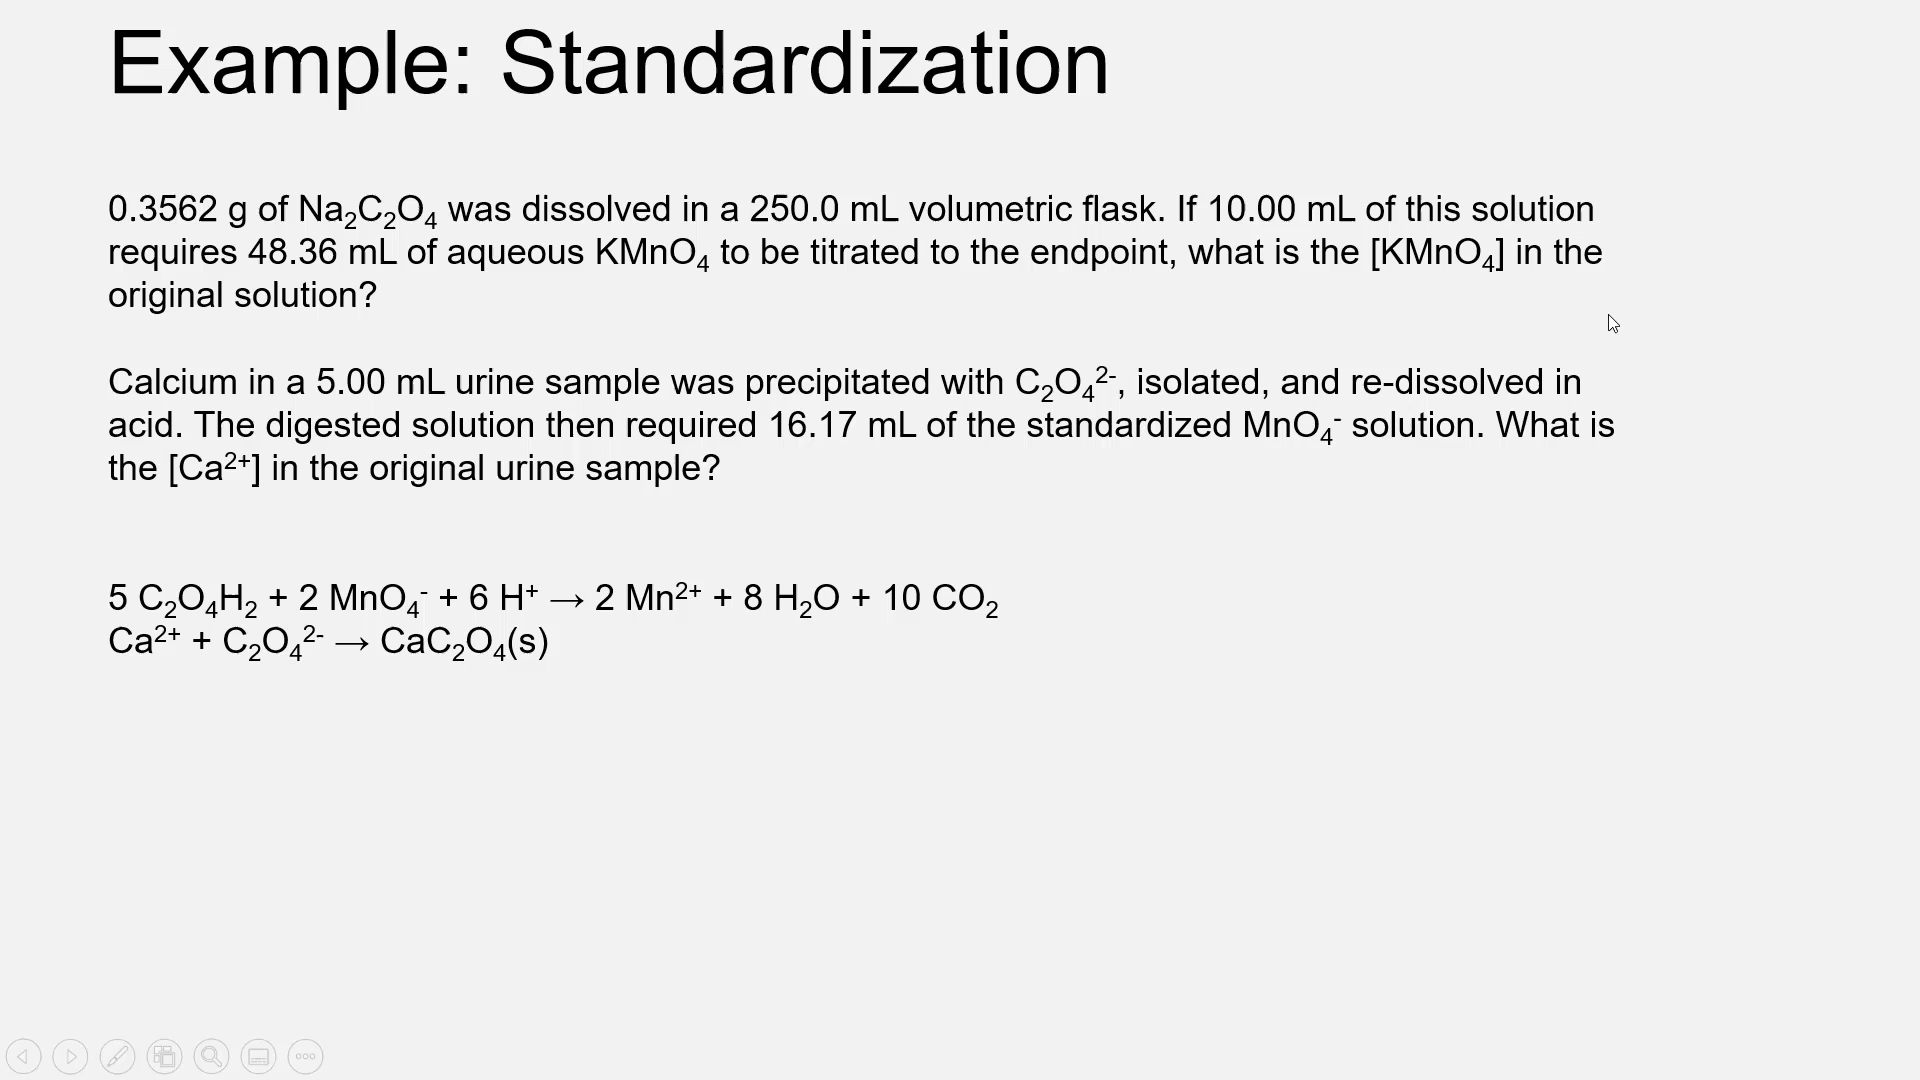 Example: Standardization
0.3562 g of Na₂C₂O₄ was dissolved in a 250.0 mL volumetric flask. If 10.00 mL of this solution
requires 48.36 mL of aqueous KMnO₄ to be titrated to the endpoint, what is the [KMnO₄] in the
original solution?
Calcium in a 5.00 mL urine sample was precipitated with C₂O₄²⁻, isolated, and re-dissolved in
acid. The digested solution then required 16.17 mL of the standardized MnO₄⁻ solution. What is
the [Ca²⁺] in the original urine sample?
5 C₂O₄H₂ + 2 MnO₄⁻ + 6 H⁺ → 2 Mn²⁺ + 8 H₂O + 10 CO₂
Ca²⁺ + C₂O₄²⁻ → CaC₂O₄(s)